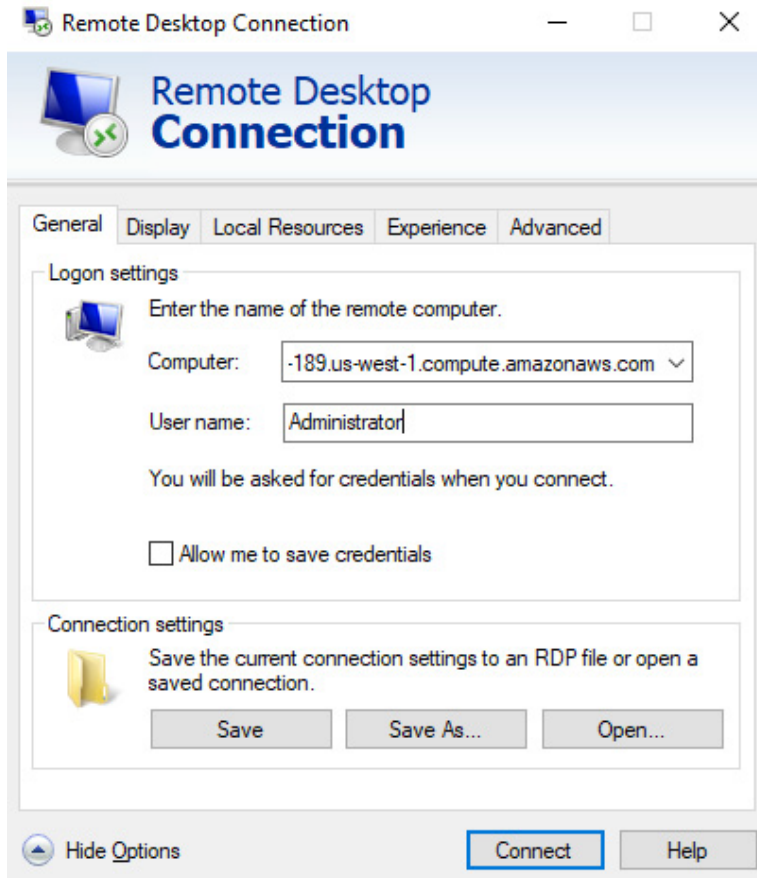 Remote Desktop Connection
Remote Desktop
Connection
General Display Local Resources Experience Advanced
Logon settings
Enter the name of the remote computer.
Computer: -189.us-west-1.compute.amazonaws.com
User name: Administrator
You will be asked for credentials when you connect.
Allow me to save credentials
Connection settings
Save the current connection settings to an RDP file or open a
saved connection.
Save Save As... Open...
Hide Options Connect Help